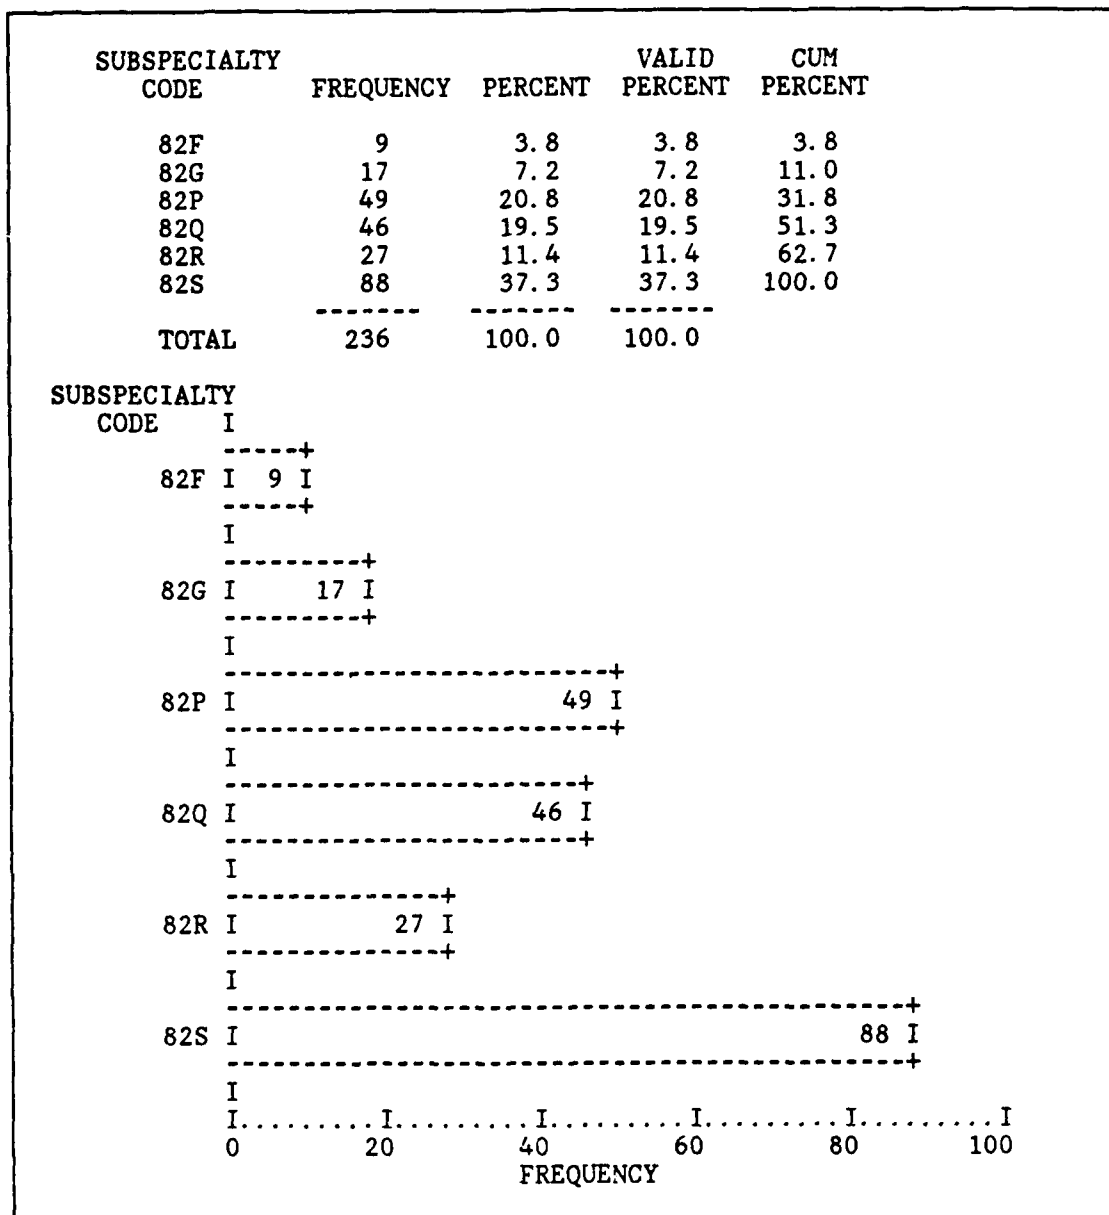 SUBSPECIALTY VALID CUM
CODE FREQUENCY PERCENT PERCENT PERCENT
82F 9 3.8 3.8 3.8
82G 17 7.2 7.2 11.0
82P 49 20.8 20.8 31.8
82Q 46 19.5 19.5 51.3
82R 27 11.4 11.4 62.7
82S 88 37.3 37.3 100.0
------- ------- -------
TOTAL 236 100.0 100.0
SUBSPECIALTY
CODE I
-----+
82F I 9 I
-----+
I
---------+
82G I 17 I
---------+
I
-------------------------+
82P I 49 I
-------------------------+
I
-----------------------+
82Q I 46 I
-----------------------+
I
--------------+
82R I 27 I
--------------+
I
--------------------------------------------+
82S I 88 I
--------------------------------------------+
I
I.........I.........I.........I.........I.........I
0 20 40 60 80 100
FREQUENCY